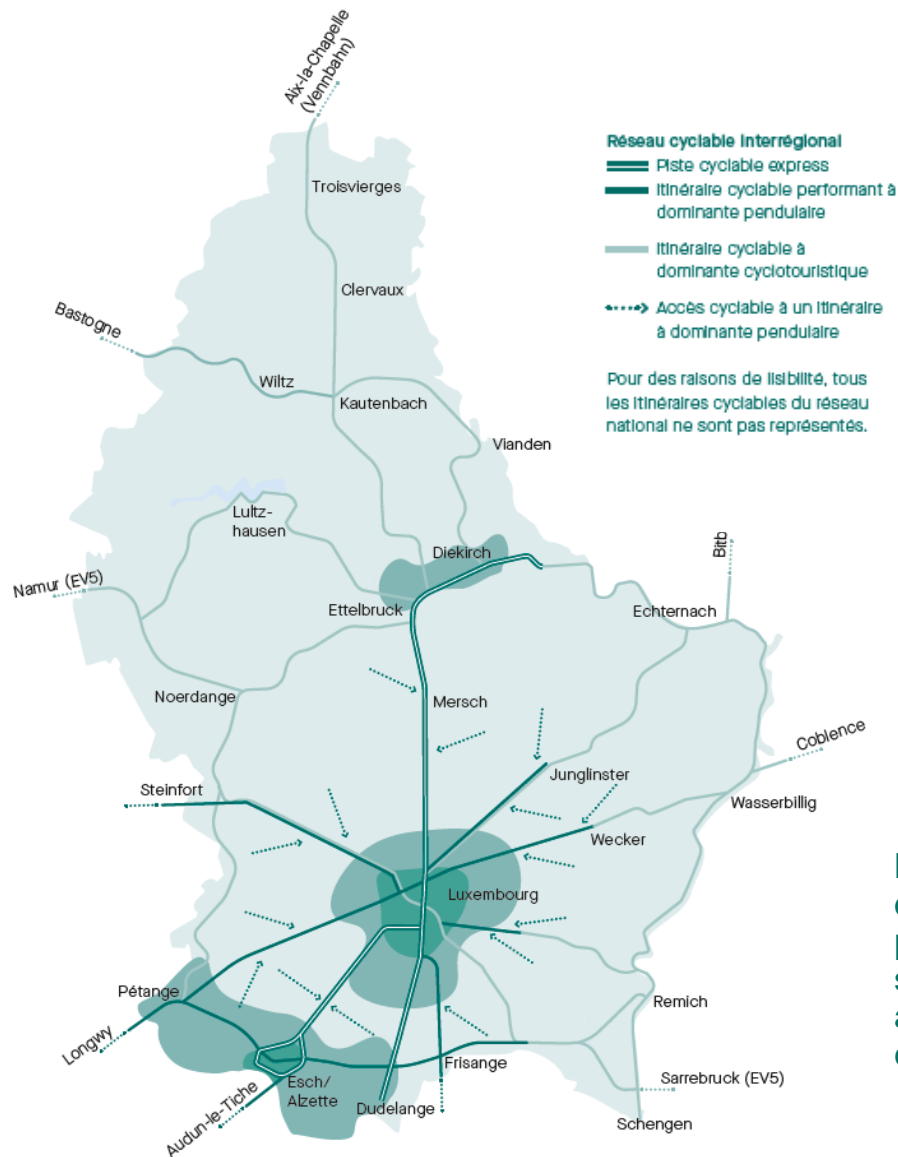 Aix-la-Chapelle
(Vennbahn)
Réseau cyclable interrégional
Piste cyclable express
Itinéraire cyclable performant à
dominante pendulaire
Itinéraire cyclable à
dominante cyclotouristique
Accès cyclable à un itinéraire
à dominante pendulaire
Pour des raisons de lisibilité, tous
les itinéraires cyclables du réseau
national ne sont pas représentés.
Troisvierges
Clervaux
Bastogne
Wiltz
Kautenbach
Vianden
Lultz-
hausen
Diekirch
Bitb
Namur (EV5)
Ettelbruck
Echternach
Noerdange
Mersch
Coblence
Junglinster
Steinfort
Wasserbillig
Wecker
Luxembourg
Pétange
Remich
Longwy
Frisange
Esch/
Alzette
Sarrebruck (EV5)
Audun-le-Tiche
Dudelange
Schengen